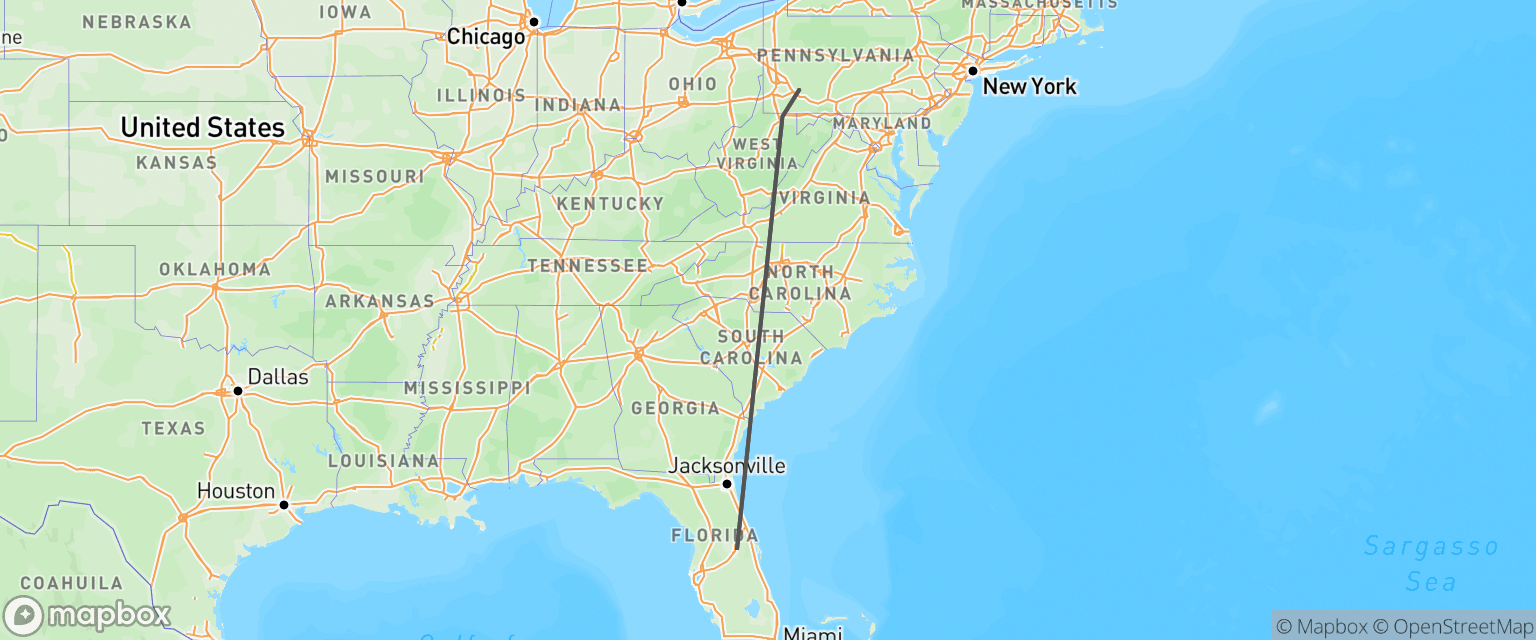 NEBRASKA
IOWA
MASSACHUSETTS
ne
Chicago
PENNSYLVANIA
OHIO
New York
ILLINOIS
INDIANA
United States
MARYLAND
WEST
VIRGINIA
KANSAS
MISSOURI
KENTUCKY
VIRGINIA
OKLAHOMA
TENNESSEE
NORTH
CAROLINA
ARKANSAS
SOUTH
CAROLINA
Dallas
MISSISSIPPI
GEORGIA
TEXAS
LOUISIANA
Jacksonville
Houston
FLORIDA
Sargasso
Sea
COAHUILA
mapbox
Miami
© Mapbox © OpenStreetMap